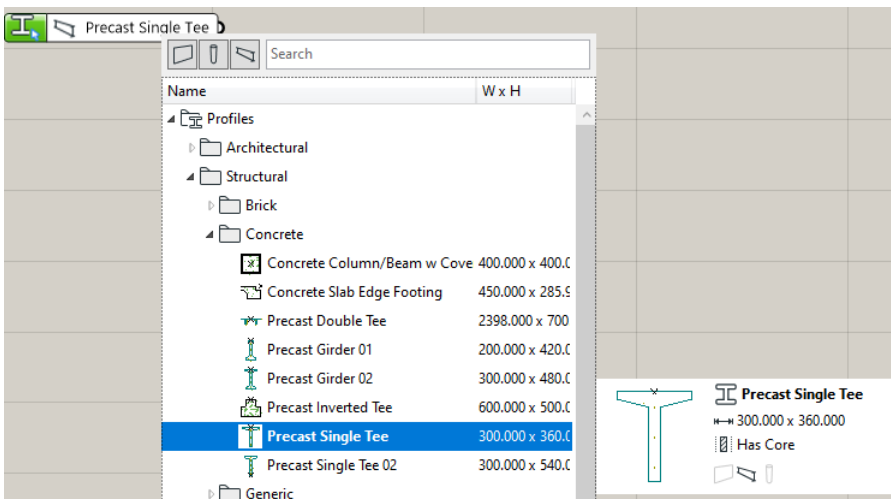 Precast Single Tee
Search
Name W x H
Profiles
Architectural
Structural
Brick
Concrete
Concrete Column/Beam w Cove 400.000 x 400.0
Concrete Slab Edge Footing 450.000 x 285.9
Precast Double Tee 2398.000 x 700
Precast Girder 01 200.000 x 420.0
Precast Girder 02 300.000 x 480.0
Precast Inverted Tee 600.000 x 500.0
Precast Single Tee 300.000 x 360.0
Precast Single Tee 02 300.000 x 540.0
Generic
Precast Single Tee
300.000 x 360.000
Has Core